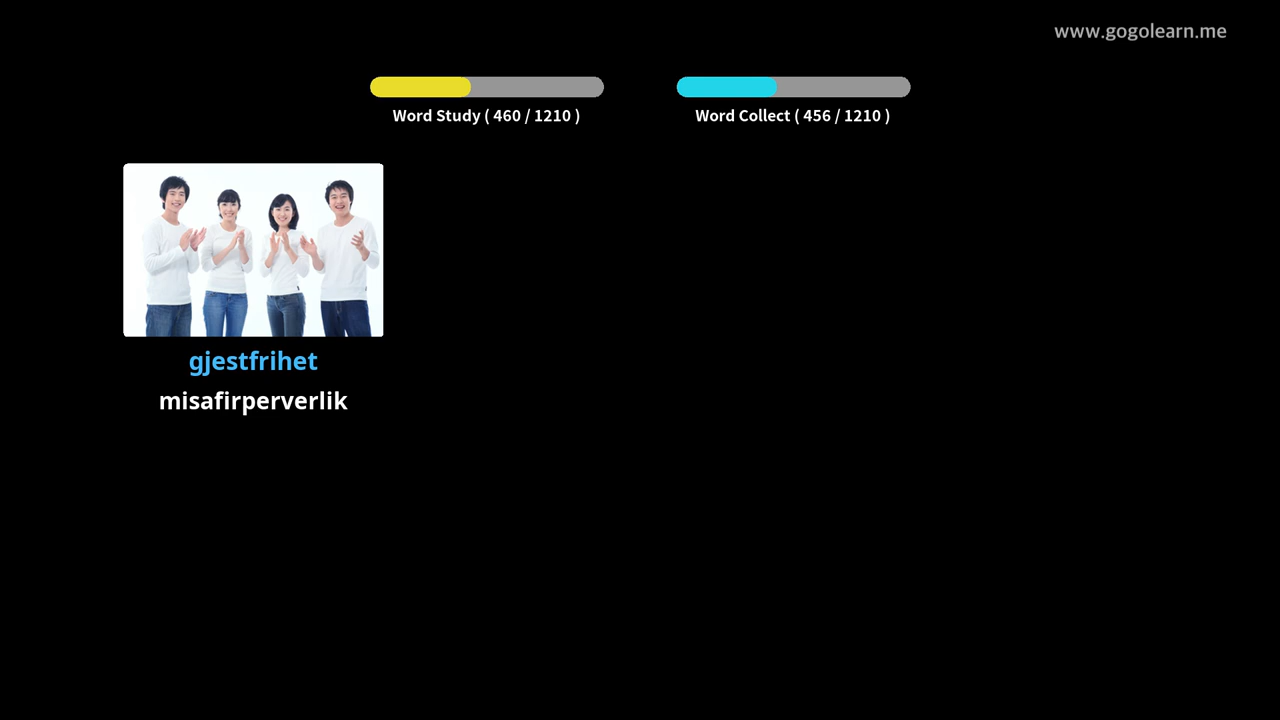 www.gogolearn.me
Word Study ( 460 / 1210 )
Word Collect ( 456 / 1210 )
gjestfrihet
misafirperverlik